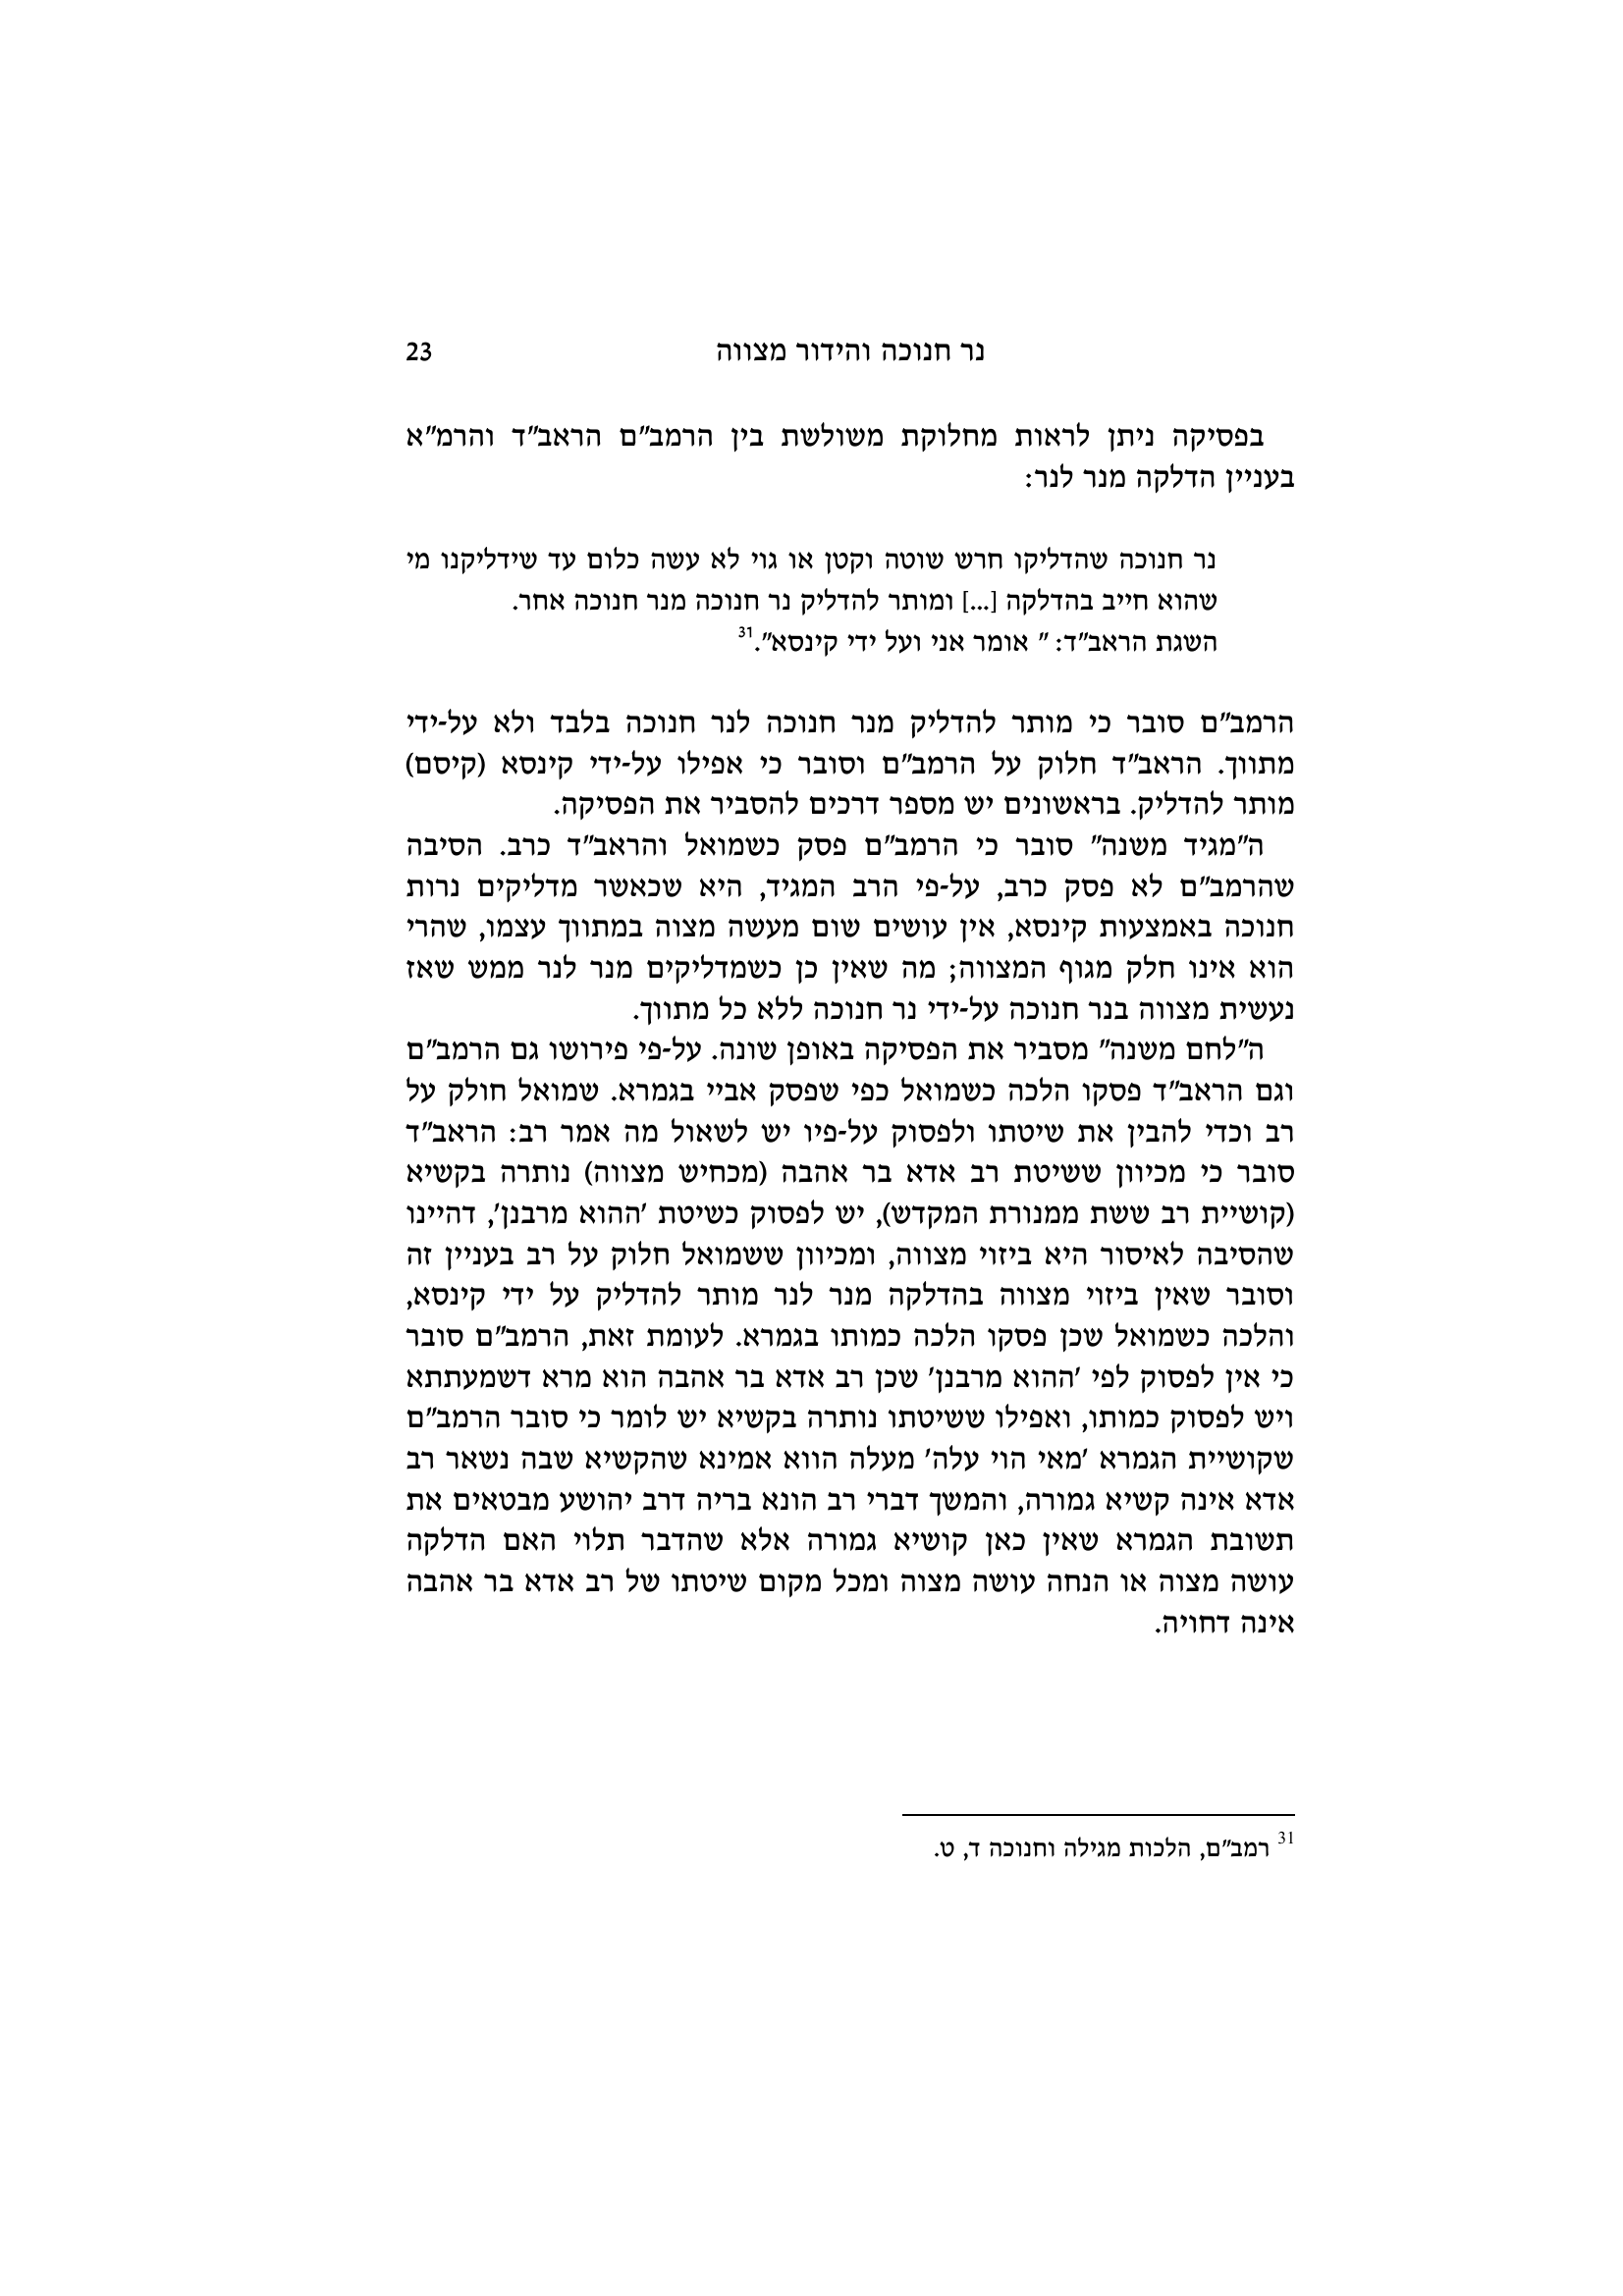 נר חנוכה והידור מצווה 23
בפסיקה ניתן לראות מחלוקת משולשת בין הרמב"ם הראב"ד והרמ"א
בעניין הדלקה מנר לנר:
נר חנוכה שהדליקו חרש שוטה וקטן או גוי לא עשה כלום עד שידליקנו מי
שהוא חייב בהדלקה [...] ומותר להדליק נר חנוכה מנר חנוכה אחר.
השגת הראב"ד: " אומר אני ועל ידי קינסא".31
הרמב"ם סובר כי מותר להדליק מנר חנוכה לנר חנוכה בלבד ולא על-ידי
מתווך. הראב"ד חלוק על הרמב"ם וסובר כי אפילו על-ידי קינסא (קיסם)
מותר להדליק. בראשונים יש מספר דרכים להסביר את הפסיקה.
ה"מגיד משנה" סובר כי הרמב"ם פסק כשמואל והראב"ד כרב. הסיבה
שהרמב"ם לא פסק כרב, על-פי הרב המגיד, היא שכאשר מדליקים נרות
חנוכה באמצעות קינסא, אין עושים שום מעשה מצוה במתווך עצמו, שהרי
הוא אינו חלק מגוף המצווה; מה שאין כן כשמדליקים מנר לנר ממש שאז
נעשית מצווה בנר חנוכה על-ידי נר חנוכה ללא כל מתווך.
ה"לחם משנה" מסביר את הפסיקה באופן שונה. על-פי פירושו גם הרמב"ם
וגם הראב"ד פסקו הלכה כשמואל כפי שפסק אביי בגמרא. שמואל חולק על
רב וכדי להבין את שיטתו ולפסוק על-פיו יש לשאול מה אמר רב: הראב"ד
סובר כי מכיוון ששיטת רב אדא בר אהבה (מכחיש מצווה) נותרה בקשיא
(קושיית רב ששת ממנורת המקדש), יש לפסוק כשיטת 'ההוא מרבנן', דהיינו
שהסיבה לאיסור היא ביזוי מצווה, ומכיוון ששמואל חלוק על רב בעניין זה
וסובר שאין ביזוי מצווה בהדלקה מנר לנר מותר להדליק על ידי קינסא,
והלכה כשמואל שכן פסקו הלכה כמותו בגמרא. לעומת זאת, הרמב"ם סובר
כי אין לפסוק לפי 'ההוא מרבנן' שכן רב אדא בר אהבה הוא מרא דשמעתתא
ויש לפסוק כמותו, ואפילו ששיטתו נותרה בקשיא יש לומר כי סובר הרמב"ם
שקושיית הגמרא 'מאי הוי עלה' מעלה הווא אמינא שהקשיא שבה נשאר רב
אדא אינה קשיא גמורה, והמשך דברי רב הונא בריה דרב יהושע מבטאים את
תשובת הגמרא שאין כאן קושיא גמורה אלא שהדבר תלוי האם הדלקה
עושה מצוה או הנחה עושה מצוה ומכל מקום שיטתו של רב אדא בר אהבה
אינה דחויה.
31 רמב"ם, הלכות מגילה וחנוכה ד, ט.